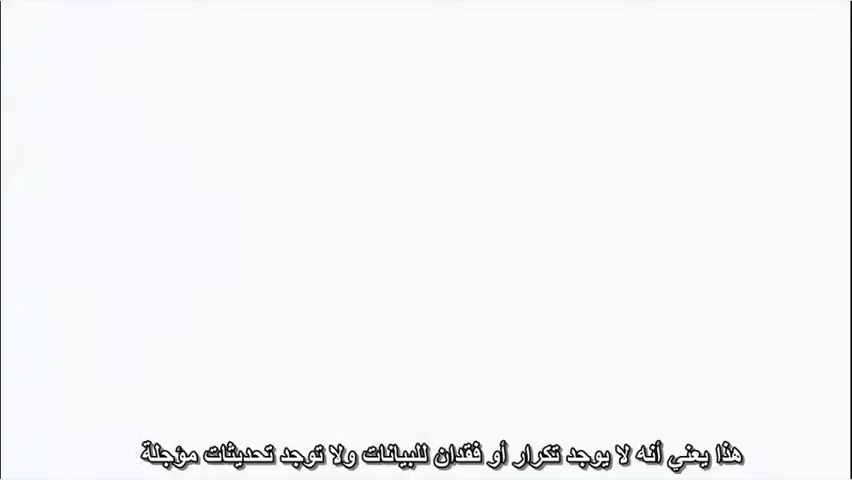 هذا يعني أنه لا يوجد تكرار أو فقدان للبيانات ولا توجد تحديثات مؤجلة